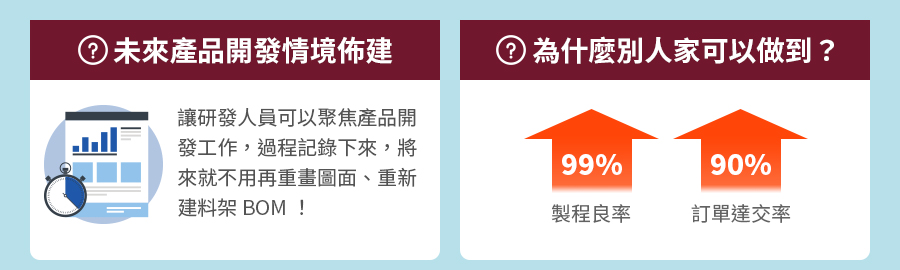 ? 未來產品開發情境佈建
讓研發人員可以聚焦產品開
發工作，過程記錄下來，將
來就不用再重畫圖面、重新
建料架 BOM ！
? 為什麼別人家可以做到？
99% 90%
製程良率 訂單達交率